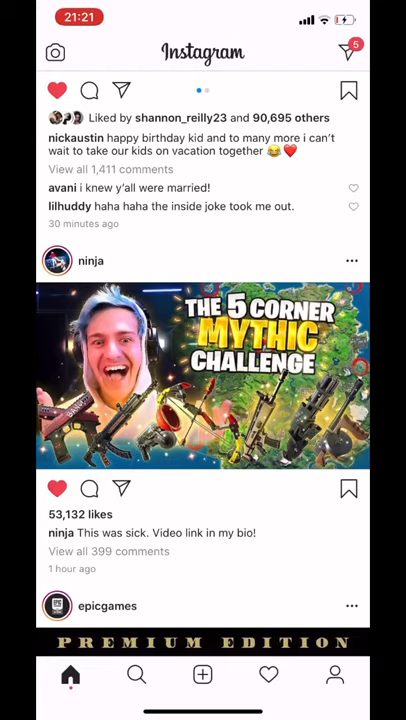 21:21
Instagram
5
Liked by shannon_reilly23 and 90,695 others
nickaustin happy birthday kid and to many more i can't
wait to take our kids on vacation together 😂❤️
View all 1,411 comments
avani i knew y'all were married!
lilhuddy haha haha the inside joke took me out.
30 minutes ago
ninja
THE 5 CORNER
MYTHIC
CHALLENGE
53,132 likes
ninja This was sick. Video link in my bio!
View all 399 comments
1 hour ago
epicgames
PREMIUM EDITION